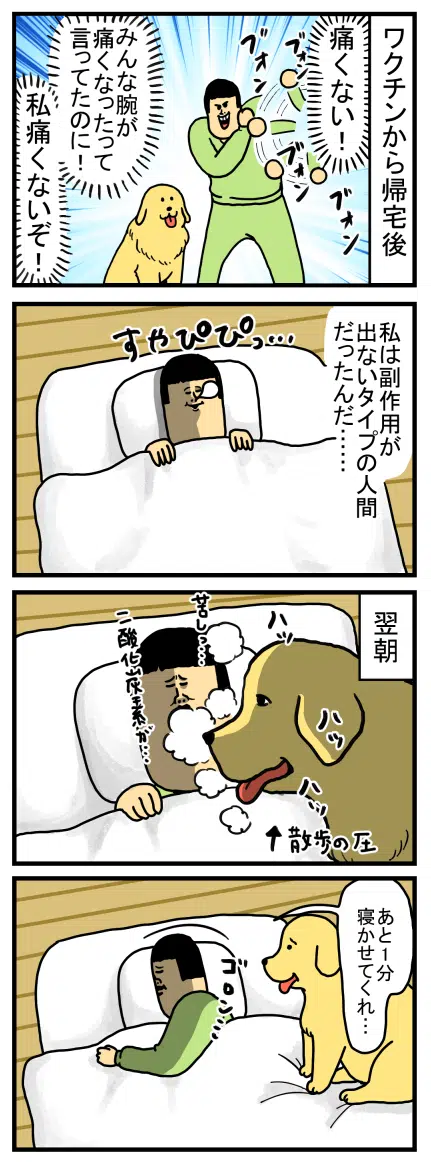 ワクチンから帰宅後
痛くない！
ブォン
ブォン
ブォン
ブォン
みんな腕が
痛くなったって
言ってたのに！
私痛くないぞ！
私は副作用が
出ないタイプの人間
だったんだ……
すやぴぴっ…
翌朝
ハッ
ハッ
ハッ
苦しっ…
二酸化炭素が…
↑散歩の圧
あと1分
寝かせてくれ…
ゴロン…